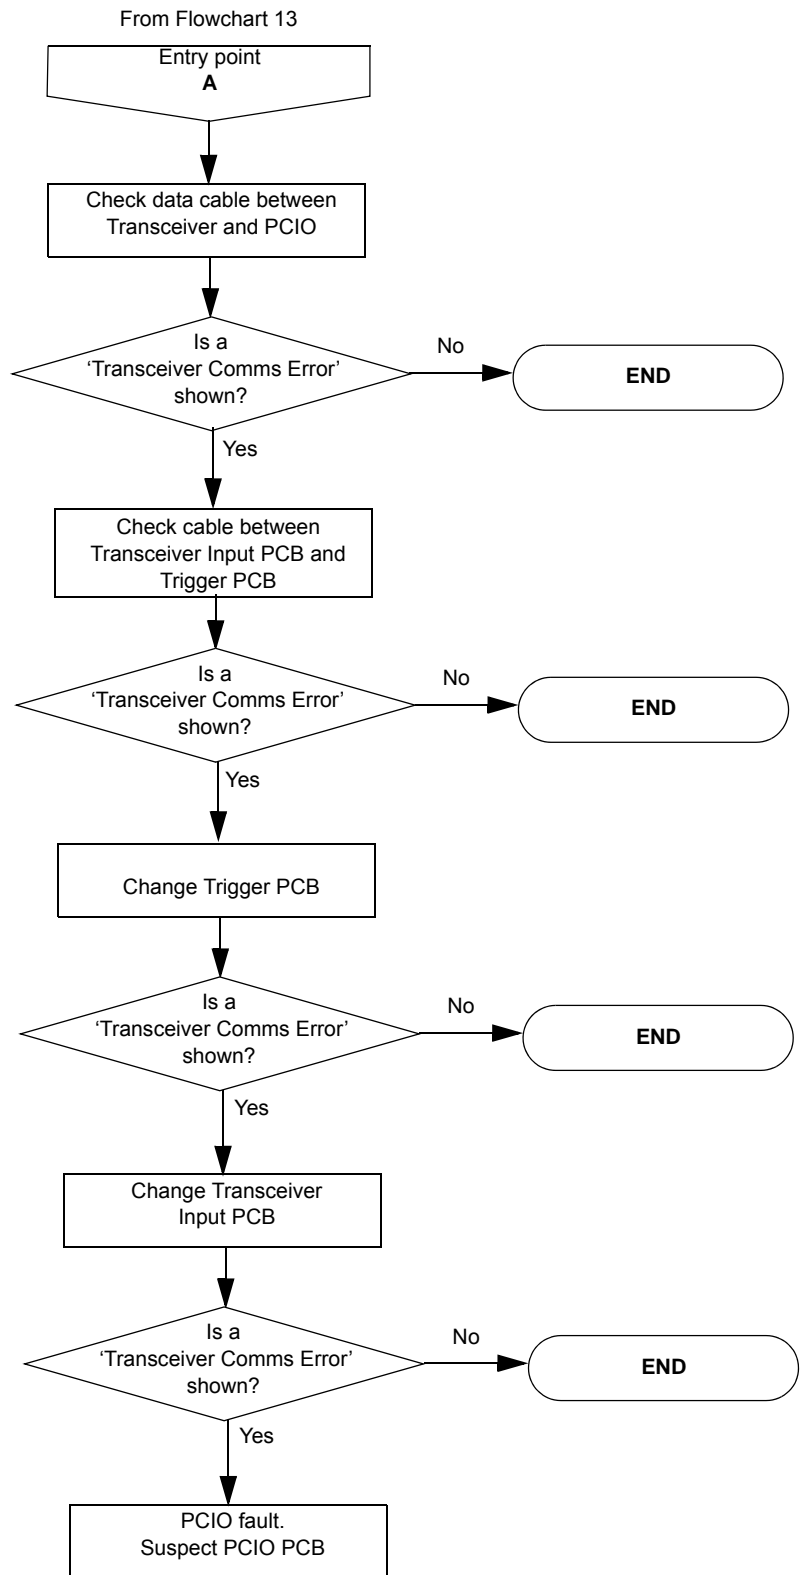 From Flowchart 13
Entry point
A
Check data cable between
Transceiver and PCIO
Is a
‘Transceiver Comms Error’
shown?
No
END
Yes
Check cable between
Transceiver Input PCB and
Trigger PCB
Is a
‘Transceiver Comms Error’
shown?
No
END
Yes
Change Trigger PCB
Is a
‘Transceiver Comms Error’
shown?
No
END
Yes
Change Transceiver
Input PCB
Is a
‘Transceiver Comms Error’
shown?
No
END
Yes
PCIO fault.
Suspect PCIO PCB